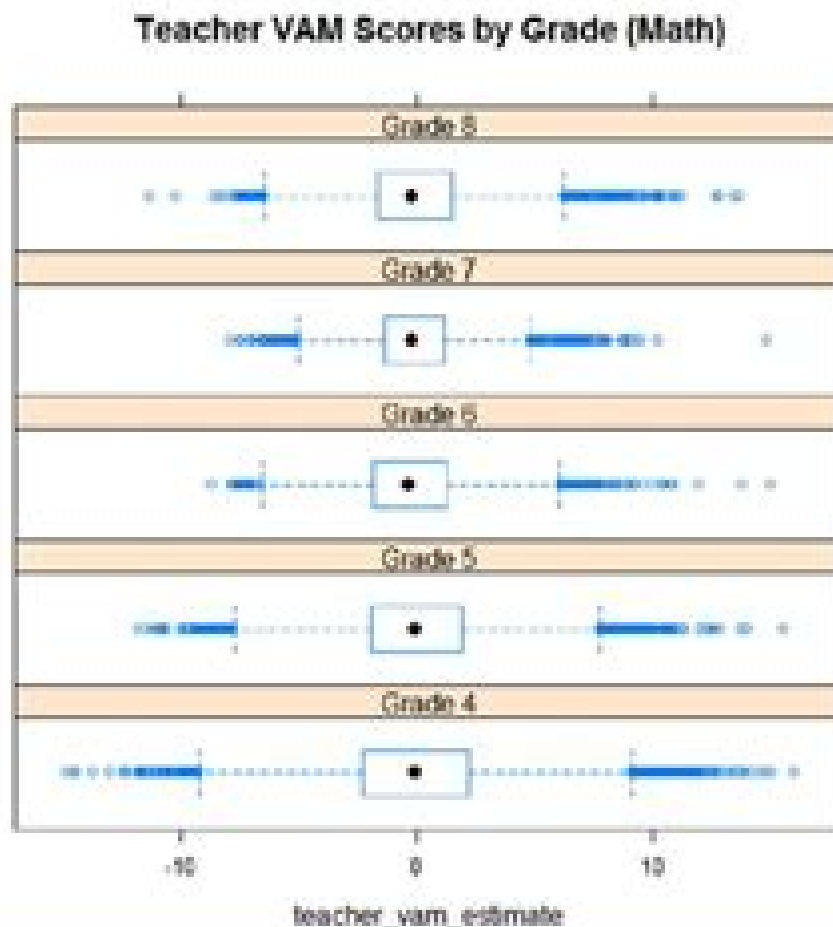 Teacher VAM Scores by Grade (Math)
Grade 8
Grade 7
Grade 6
Grade 5
Grade 4
-10 0 10
teacher_vam_estimate